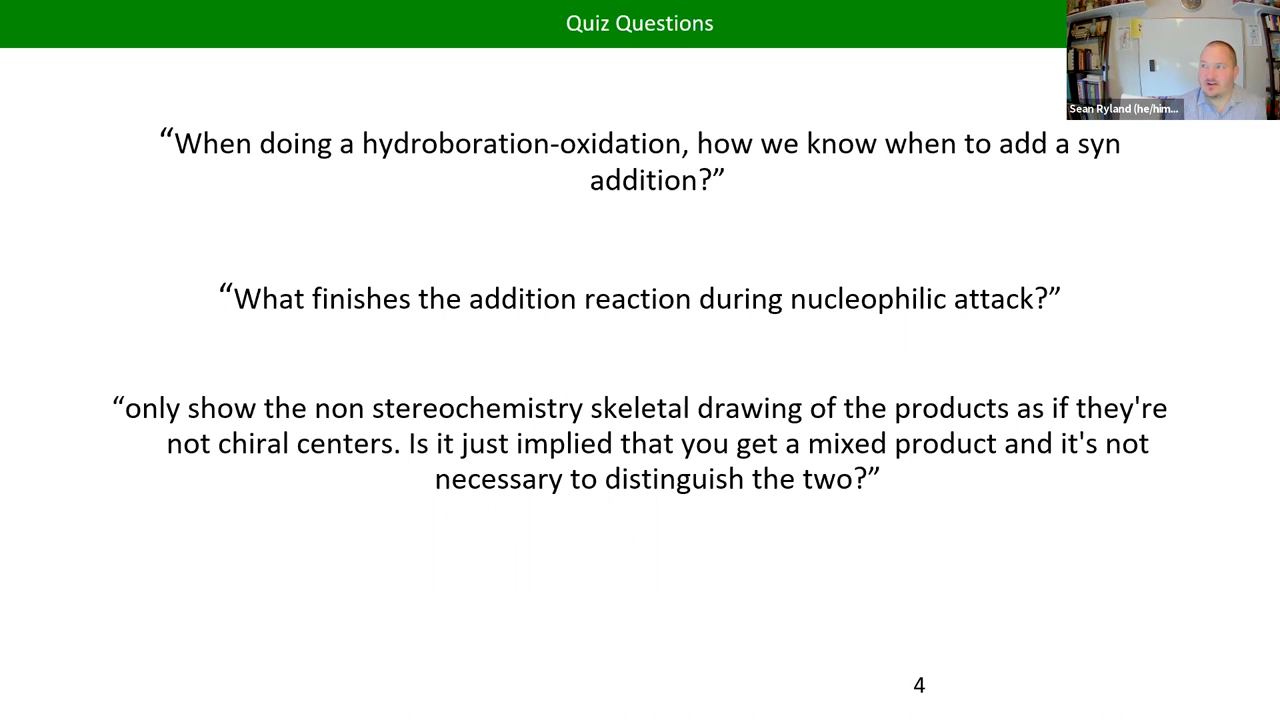 Quiz Questions
Sean Ryland (he/him...
“When doing a hydroboration-oxidation, how we know when to add a syn
addition?”
“What finishes the addition reaction during nucleophilic attack?”
“only show the non stereochemistry skeletal drawing of the products as if they're
not chiral centers. Is it just implied that you get a mixed product and it's not
necessary to distinguish the two?”
4